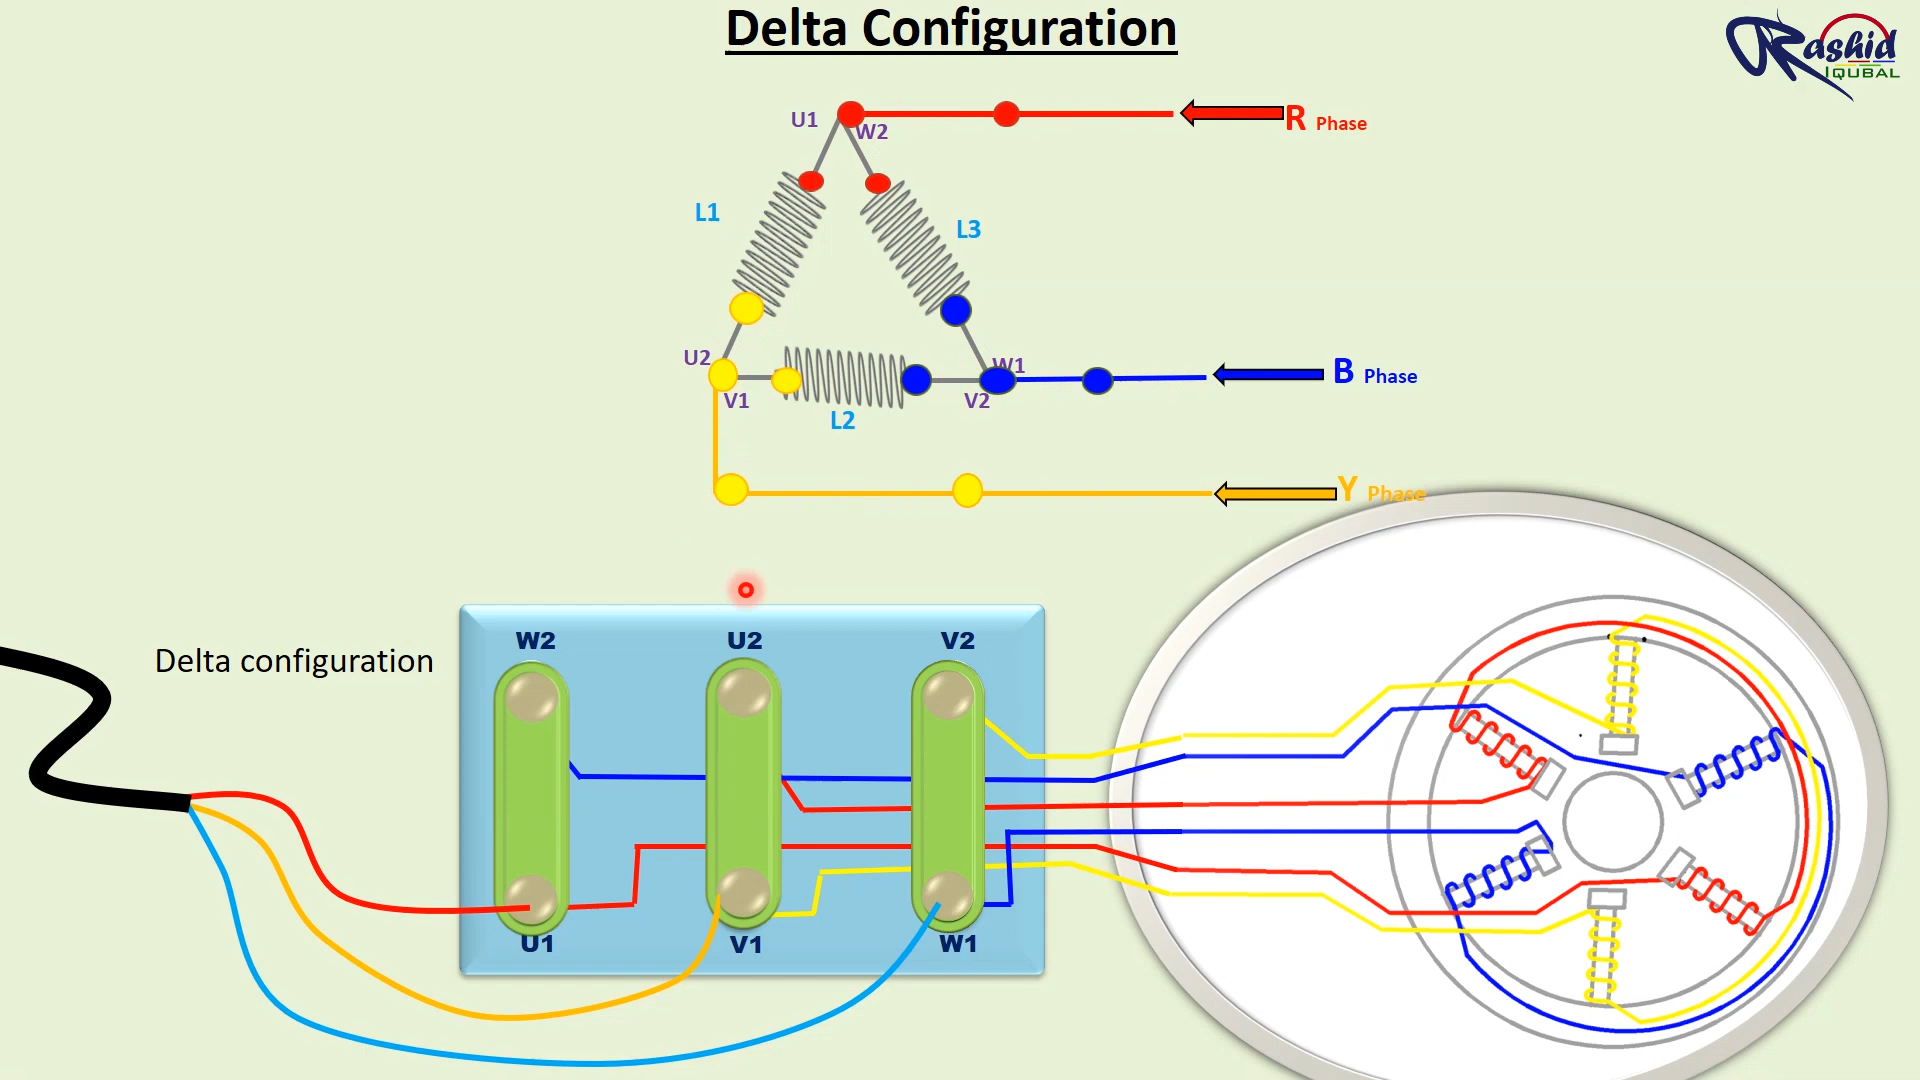 Delta Configuration
Rashid
IQUBAL
U1
W2
R Phase
L1
L3
U2
W1
B Phase
V1
V2
L2
Y Phase
Delta configuration
W2
U2
V2
U1
V1
W1